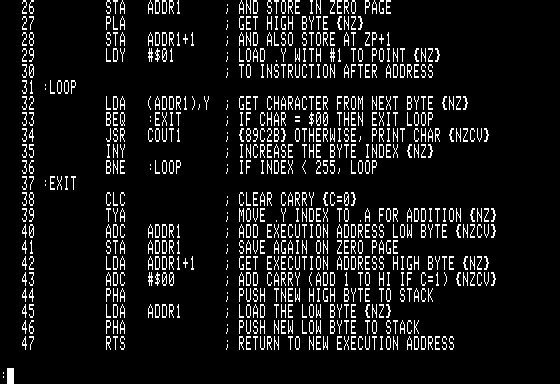 26 STA ADDR1 ; AND STORE IN ZERO PAGE
27 PLA ; GET HIGH BYTE {NZ}
28 STA ADDR1+1 ; AND ALSO STORE AT ZP+1
29 LDY #$01 ; LOAD .Y WITH #1 TO POINT {NZ}
30 ; TO INSTRUCTION AFTER ADDRESS
31 :LOOP
32 LDA (ADDR1),Y ; GET CHARACTER FROM NEXT BYTE {NZ}
33 BEQ :EXIT ; IF CHAR = $00 THEN EXIT LOOP
34 JSR COUT1 ; {89C2B} OTHERWISE, PRINT CHAR {NZCV}
35 INY ; INCREASE THE BYTE INDEX {NZ}
36 BNE :LOOP ; IF INDEX < 255, LOOP
37 :EXIT
38 CLC ; CLEAR CARRY {C=0}
39 TYA ; MOVE .Y INDEX TO .A FOR ADDITION {NZ}
40 ADC ADDR1 ; ADD EXECUTION ADDRESS LOW BYTE {NZCV}
41 STA ADDR1 ; SAVE AGAIN ON ZERO PAGE
42 LDA ADDR1+1 ; GET EXECUTION ADDRESS HIGH BYTE {NZ}
43 ADC #$00 ; ADD CARRY (ADD 1 TO HI IF C=1) {NZCV}
44 PHA ; PUSH TNEW HIGH BYTE TO STACK
45 LDA ADDR1 ; LOAD THE LOW BYTE {NZ}
46 PHA ; PUSH NEW LOW BYTE TO STACK
47 RTS ; RETURN TO NEW EXECUTION ADDRESS
: